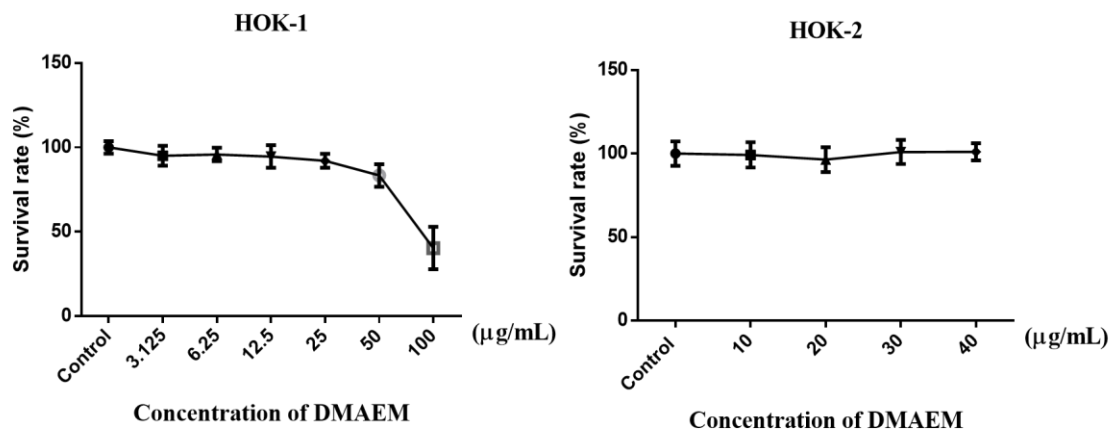 HOK-1
Survival rate (%)
150
100
50
0
Control
3.125
6.25
12.5
25
50
100
(μg/mL)
Concentration of DMAEM
HOK-2
Survival rate (%)
150
100
50
0
Control
10
20
30
40
(μg/mL)
Concentration of DMAEM